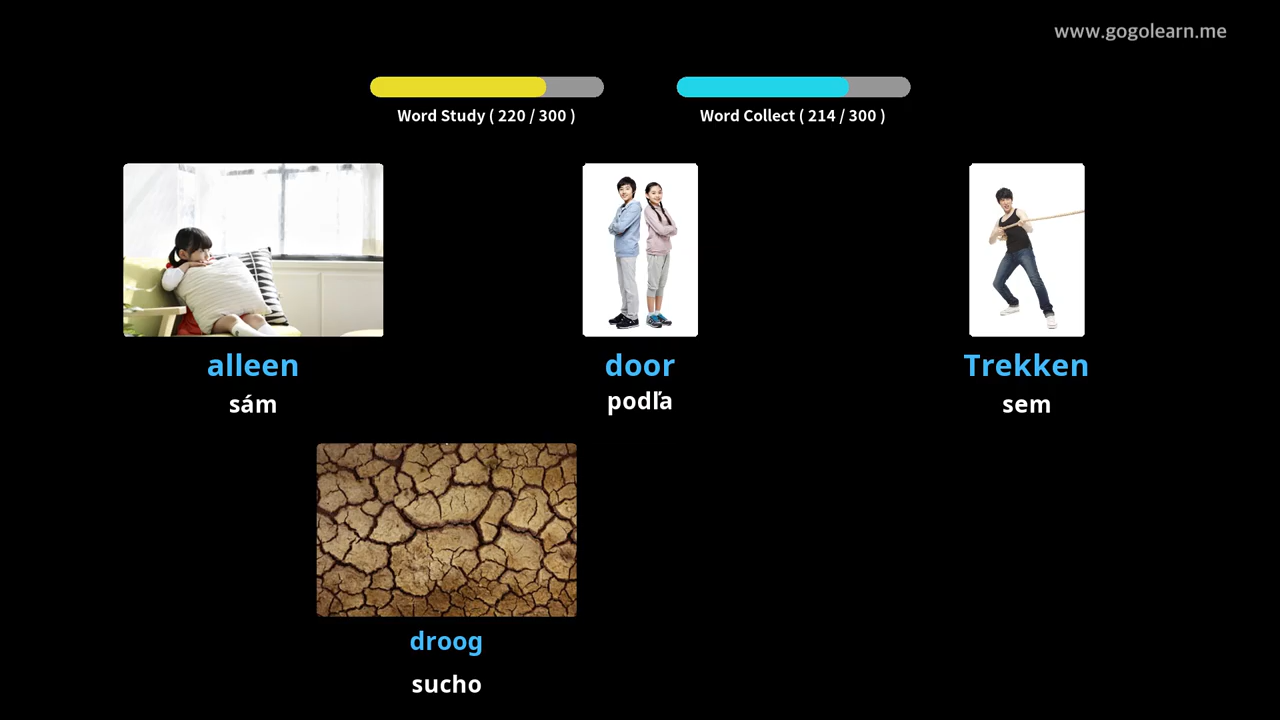 www.gogolearn.me
Word Study ( 220 / 300 )
Word Collect ( 214 / 300 )
alleen
sám
door
podľa
Trekken
sem
droog
sucho